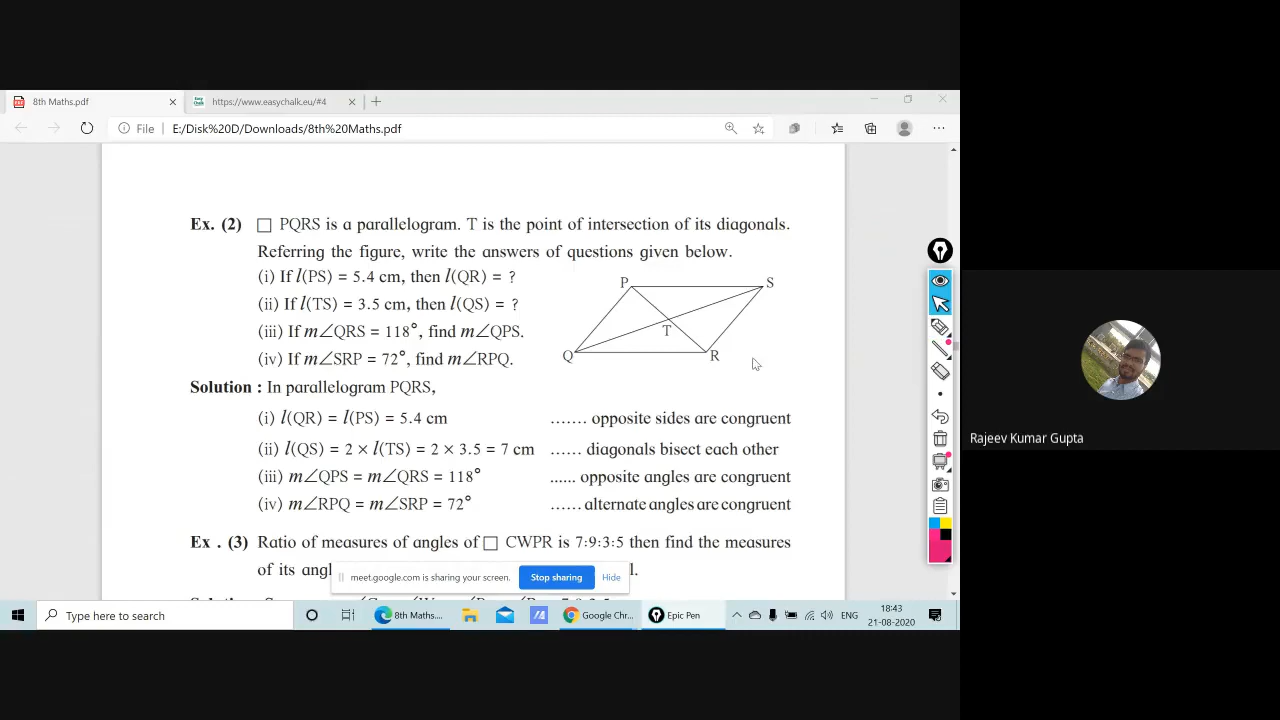 8th Maths.pdf
https://www.easychalk.eu/#4
File E:/Disk%20D/Downloads/8th%20Maths.pdf
Ex. (2) □ PQRS is a parallelogram. T is the point of intersection of its diagonals.
Referring the figure, write the answers of questions given below.
(i) If l(PS) = 5.4 cm, then l(QR) = ?
(ii) If l(TS) = 3.5 cm, then l(QS) = ?
(iii) If m∠QRS = 118°, find m∠QPS.
(iv) If m∠SRP = 72°, find m∠RPQ.
P
S
T
Q
R
Solution : In parallelogram PQRS,
(i) l(QR) = l(PS) = 5.4 cm ....... opposite sides are congruent
(ii) l(QS) = 2 × l(TS) = 2 × 3.5 = 7 cm ...... diagonals bisect each other
(iii) m∠QPS = m∠QRS = 118° ...... opposite angles are congruent
(iv) m∠RPQ = m∠SRP = 72° ...... alternate angles are congruent
Ex . (3) Ratio of measures of angles of □ CWPR is 7:9:3:5 then find the measures
of its angl
meet.google.com is sharing your screen.
Stop sharing
Hide
Type here to search
8th Maths....
Google Chr...
Epic Pen
ENG
18:43
21-08-2020
Rajeev Kumar Gupta